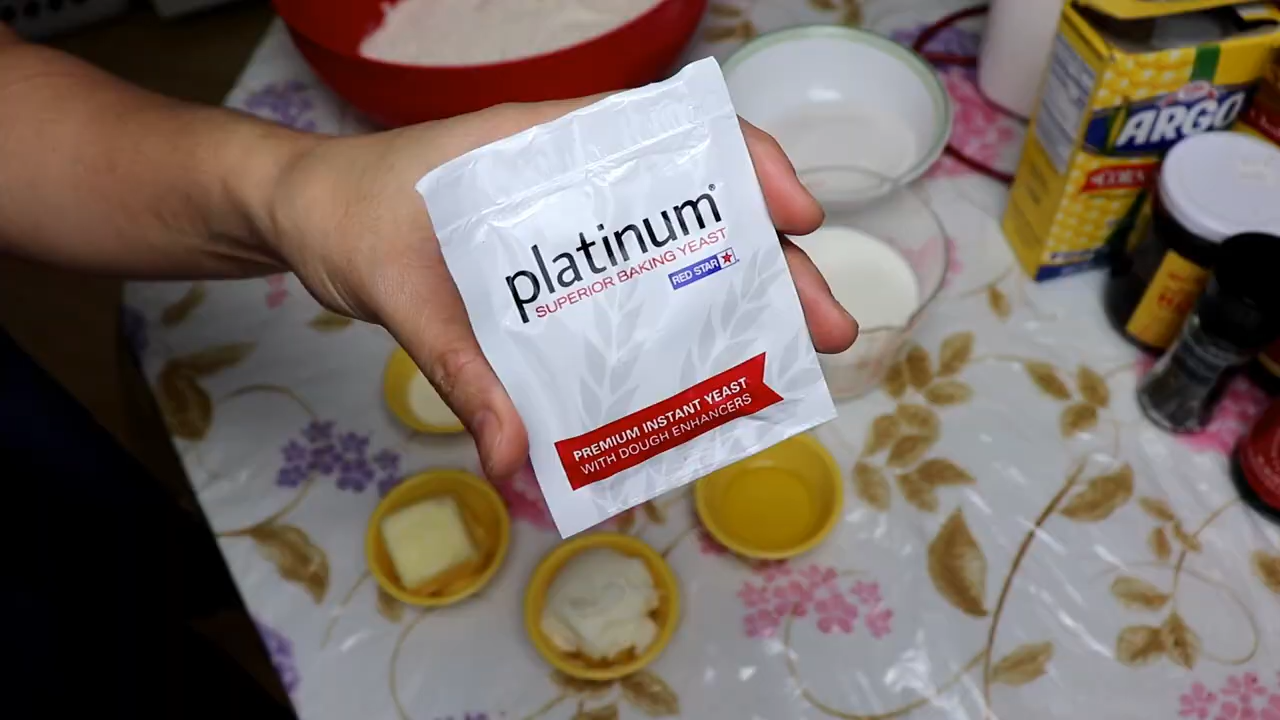 platinum®
SUPERIOR BAKING YEAST
RED STAR
PREMIUM INSTANT YEAST
WITH DOUGH ENHANCERS
ARGO